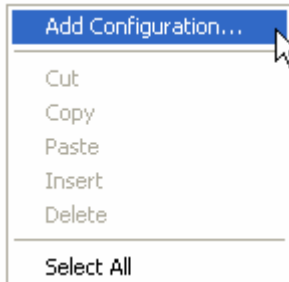 Add Configuration...
Cut
Copy
Paste
Insert
Delete
Select All